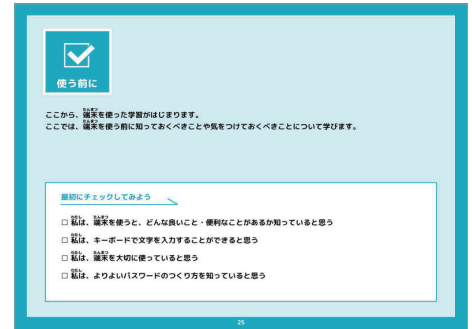 使う前に
ここから、端末を使った学習がはじまります。
ここでは、端末を使う前に知っておくべきことや気をつけておくべきことについて学びます。
最初にチェックしてみよう
□ 私は、端末を使うと、どんな良いこと・便利なことがあるか知っていると思う
□ 私は、キーボードで文字を入力することができると思う
□ 私は、端末を大切に使っていると思う
□ 私は、よりよいパスワードのつくり方を知っていると思う
25